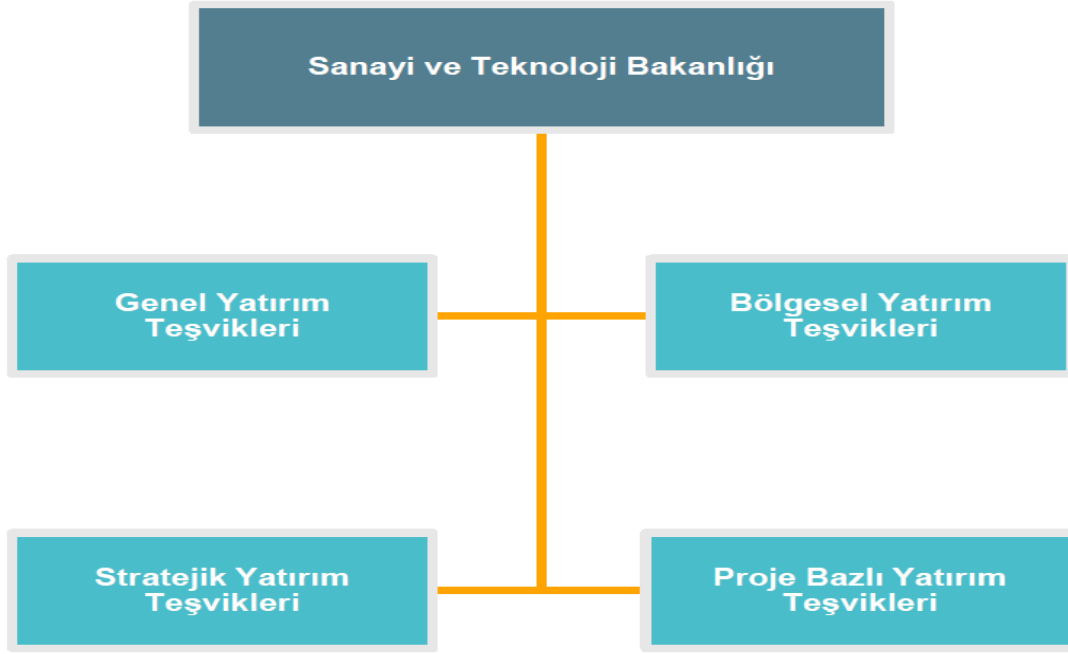 Sanayi ve Teknoloji Bakanlığı
Genel Yatırım
Teşvikleri
Bölgesel Yatırım
Teşvikleri
Stratejik Yatırım
Teşvikleri
Proje Bazlı Yatırım
Teşvikleri